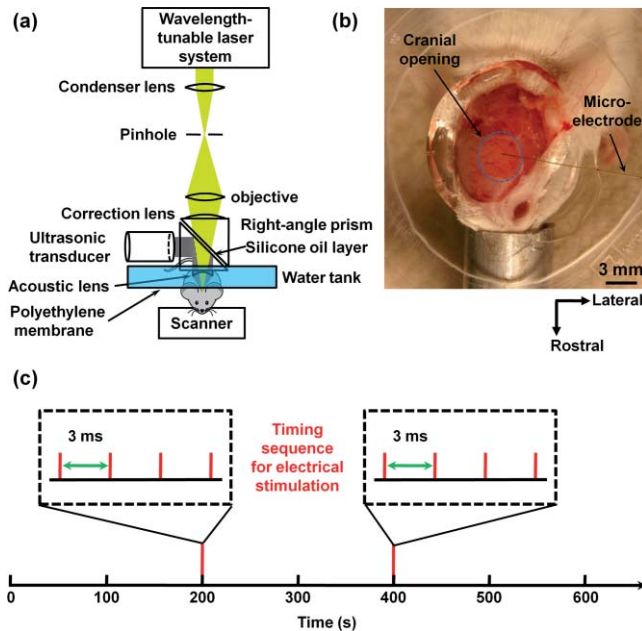 (a)
Wavelength-
tunable laser
system
Condenser lens
Pinhole
objective
Correction lens
Right-angle prism
Ultrasonic
transducer
Silicone oil layer
Water tank
Acoustic lens
Polyethylene
membrane
Scanner
(b)
Cranial
opening
Micro-
electrode
3 mm
Lateral
Rostral
(c)
3 ms
Timing
sequence
for electrical
stimulation
3 ms
0 100 200 300 400 500 600
Time (s)